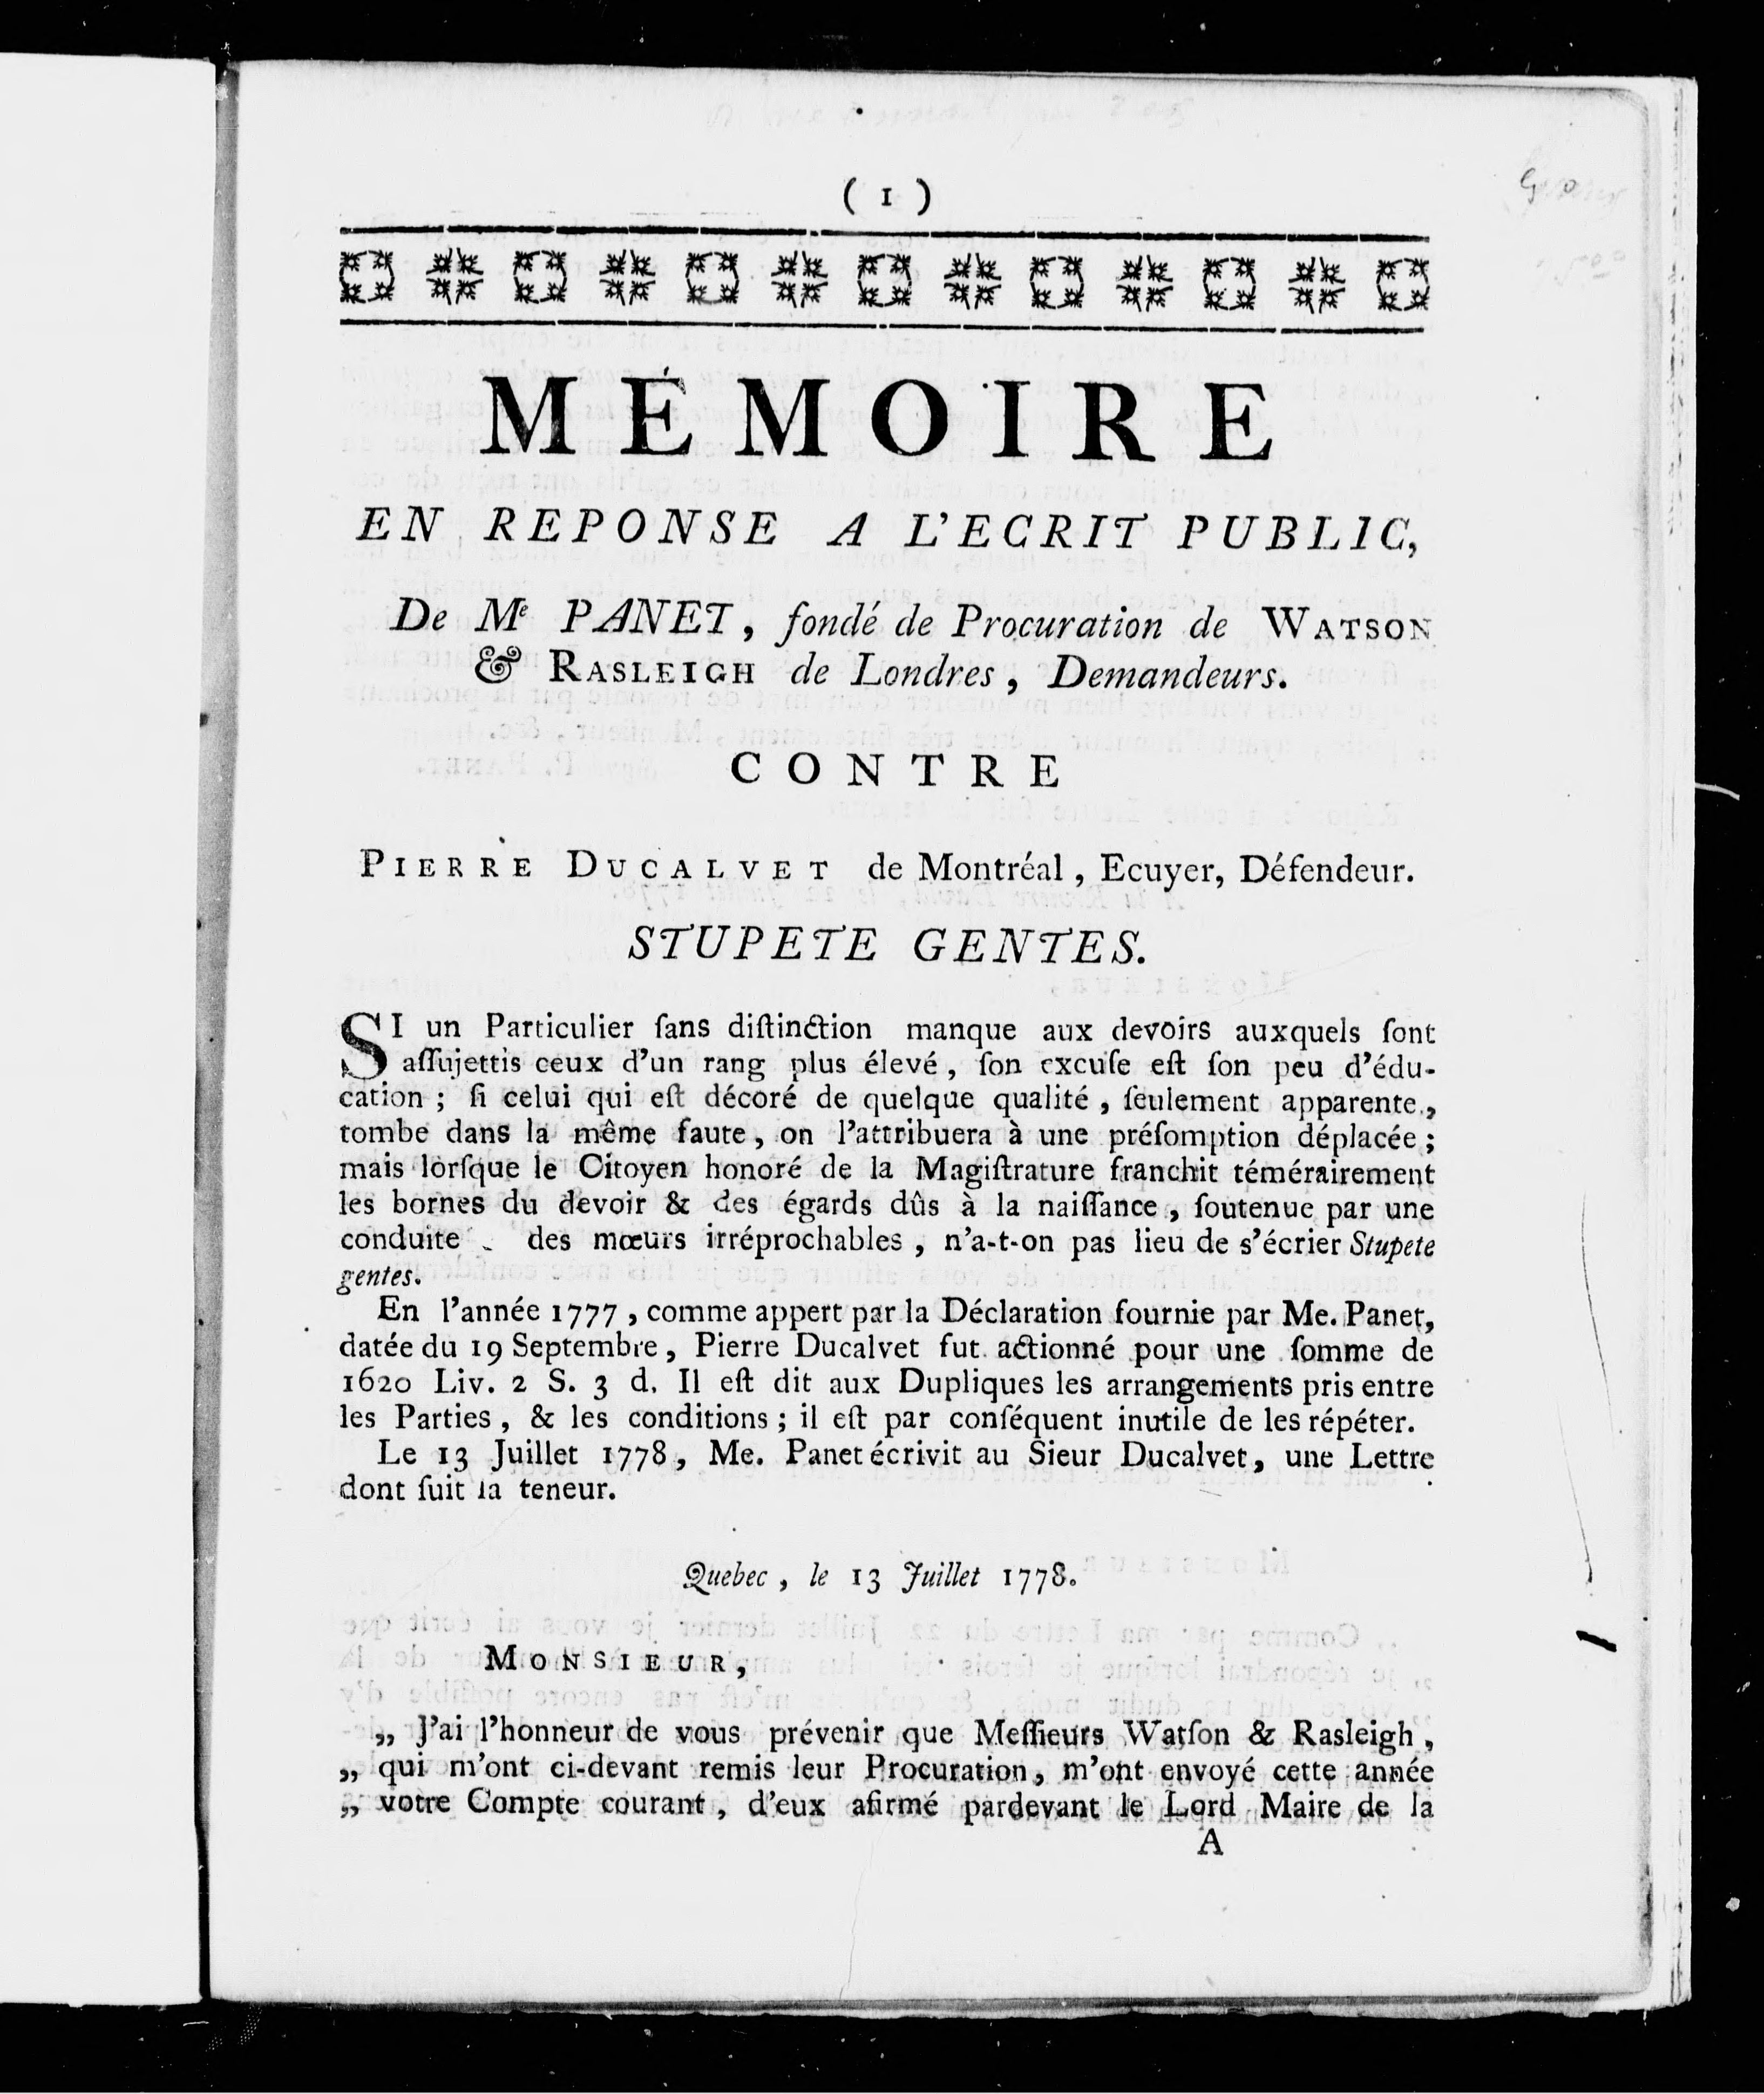 ( 1 )
MÉMOIRE
EN REPONSE A L'ECRIT PUBLIC,
De Me PANET, fondé de Procuration de WATSON
& RASLEIGH de Londres, Demandeurs.
CONTRE
PIERRE DUCALVET de Montréal, Ecuyer, Défendeur.
STUPETE GENTES.
SI un Particulier ſans diſtinction manque aux devoirs auxquels ſont
aſſujettis ceux d'un rang plus élevé, ſon excuſe eſt ſon peu d'édu-
cation; ſi celui qui eſt décoré de quelque qualité, ſeulement apparente,
tombe dans la même faute, on l'attribuera à une préſomption déplacée;
mais lorſque le Citoyen honoré de la Magiſtrature franchit témérairement
les bornes du devoir & des égards dûs à la naiſſance, ſoutenue par une
conduite des mœurs irréprochables, n'a-t-on pas lieu de s'écrier Stupete
gentes.
En l'année 1777, comme appert par la Déclaration fournie par Me. Panet,
datée du 19 Septembre, Pierre Ducalvet fut actionné pour une ſomme de
1620 Liv. 2 S. 3 d. Il eſt dit aux Dupliques les arrangements pris entre
les Parties, & les conditions; il eſt par conſéquent inutile de les répéter.
Le 13 Juillet 1778, Me. Panet écrivit au Sieur Ducalvet, une Lettre
dont ſuit la teneur.
Quebec, le 13 Juillet 1778.
MONSIEUR,
„ J'ai l'honneur de vous prévenir que Meſſieurs Watſon & Rasleigh,
„ qui m'ont ci-devant remis leur Procuration, m'ont envoyé cette année
„ votre Compte courant, d'eux afirmé pardevant le Lord Maire de la
A